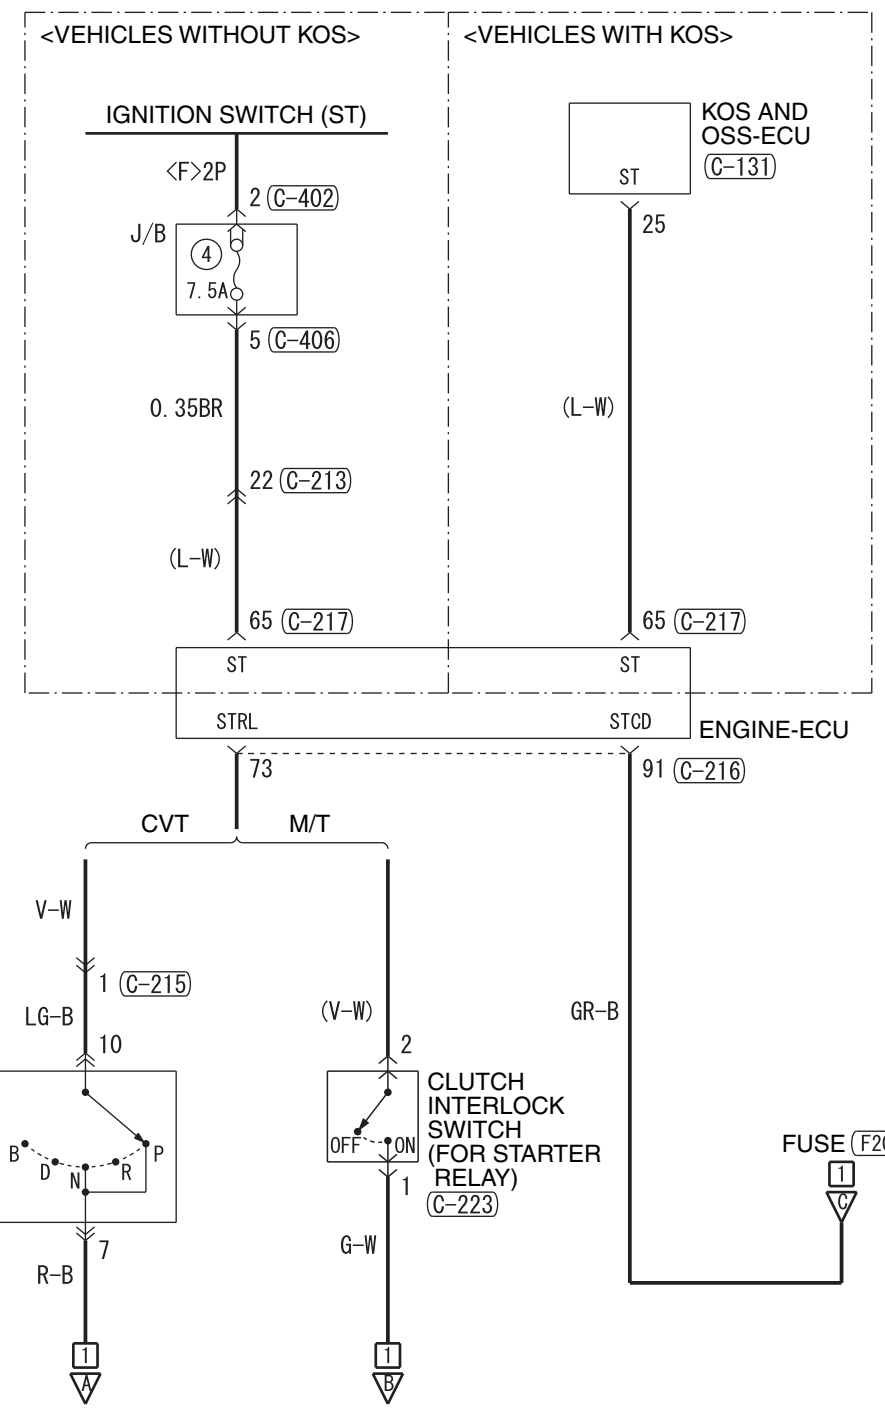 <VEHICLES WITHOUT KOS>
<VEHICLES WITH KOS>
IGNITION SWITCH (ST)
<F>2P
2 C-402
J/B
4
7.5A
5 C-406
0.35BR
22 C-213
(L-W)
65 C-217
KOS AND
OSS-ECU
C-131
ST
25
(L-W)
65 C-217
ST
ST
STRL
STCD
ENGINE-ECU
73
91 C-216
CVT
M/T
V-W
1 C-215
LG-B
10
B
D
N
R
P
7
R-B
1
A
(V-W)
2
OFF
ON
CLUTCH
INTERLOCK
SWITCH
(FOR STARTER
RELAY)
C-223
1
G-W
1
B
GR-B
FUSE
1
C